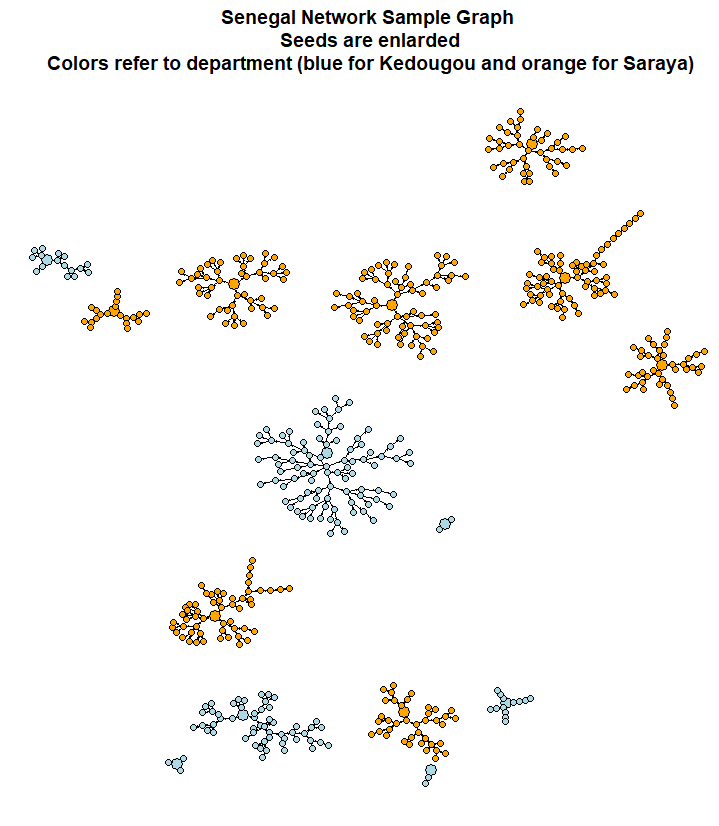 Senegal Network Sample Graph
Seeds are enlarded
Colors refer to department (blue for Kedougou and orange for Saraya)